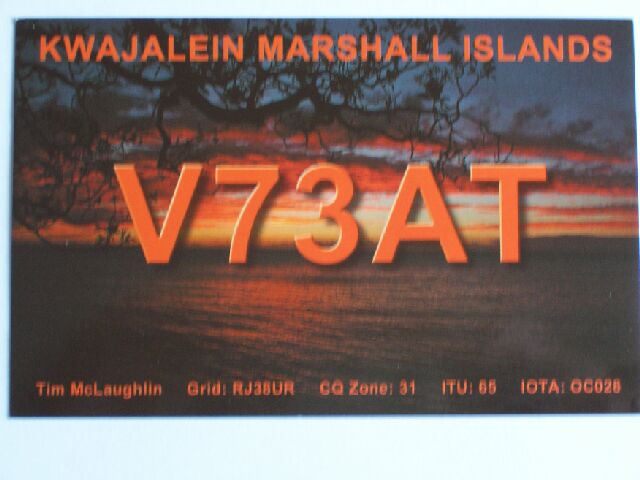 KWAJALEIN MARSHALL ISLANDS
V73AT
Tim McLaughlin Grid: RJ38UR CQ Zone: 31 ITU: 65 IOTA: OC028